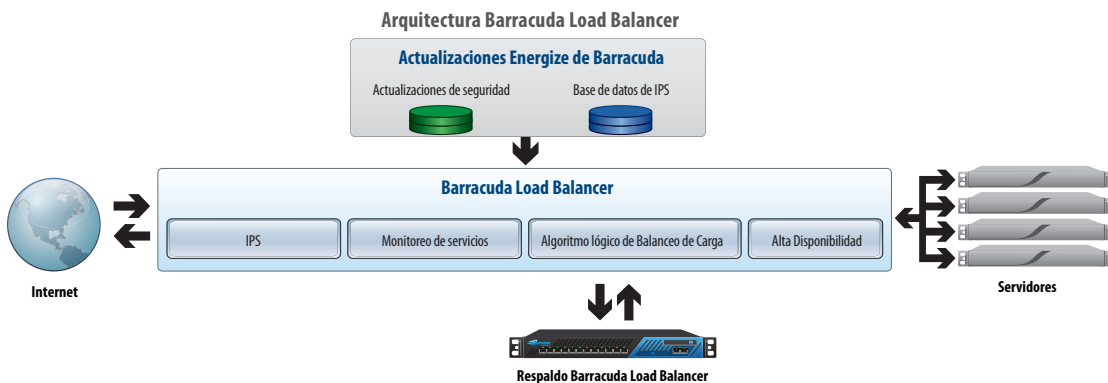 Arquitectura Barracuda Load Balancer
Actualizaciones Energize de Barracuda
Actualizaciones de seguridad
Base de datos de IPS
Barracuda Load Balancer
IPS
Monitoreo de servicios
Algoritmo lógico de Balanceo de Carga
Alta Disponibilidad
Internet
Servidores
Respaldo Barracuda Load Balancer